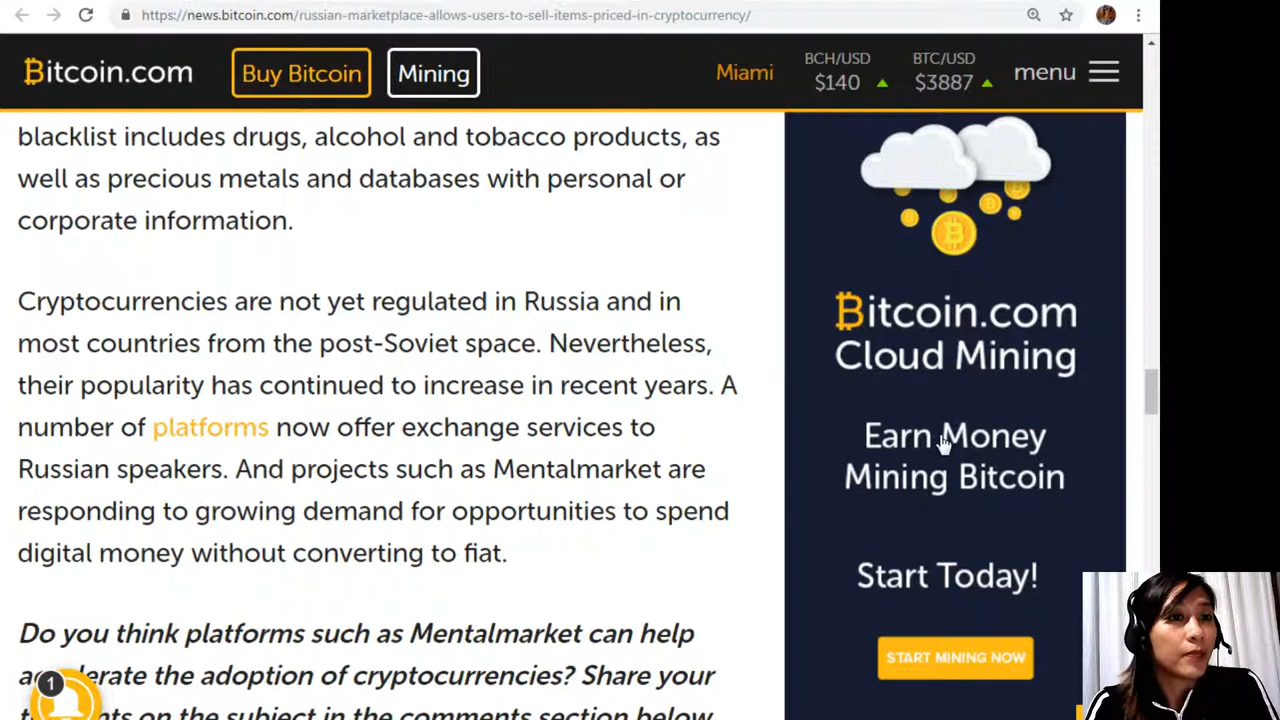 https://news.bitcoin.com/russian-marketplace-allows-users-to-sell-items-priced-in-cryptocurrency/
Bitcoin.com
Buy Bitcoin
Mining
Miami
BCH/USD
$140
BTC/USD
$3887
menu
blacklist includes drugs, alcohol and tobacco products, as
well as precious metals and databases with personal or
corporate information.
Cryptocurrencies are not yet regulated in Russia and in
most countries from the post-Soviet space. Nevertheless,
their popularity has continued to increase in recent years. A
number of platforms now offer exchange services to
Russian speakers. And projects such as Mentalmarket are
responding to growing demand for opportunities to spend
digital money without converting to fiat.
Do you think platforms such as Mentalmarket can help
accelerate the adoption of cryptocurrencies? Share your
on the subject in the comments section below
1
Bitcoin.com
Cloud Mining
Earn Money
Mining Bitcoin
Start Today!
START MINING NOW